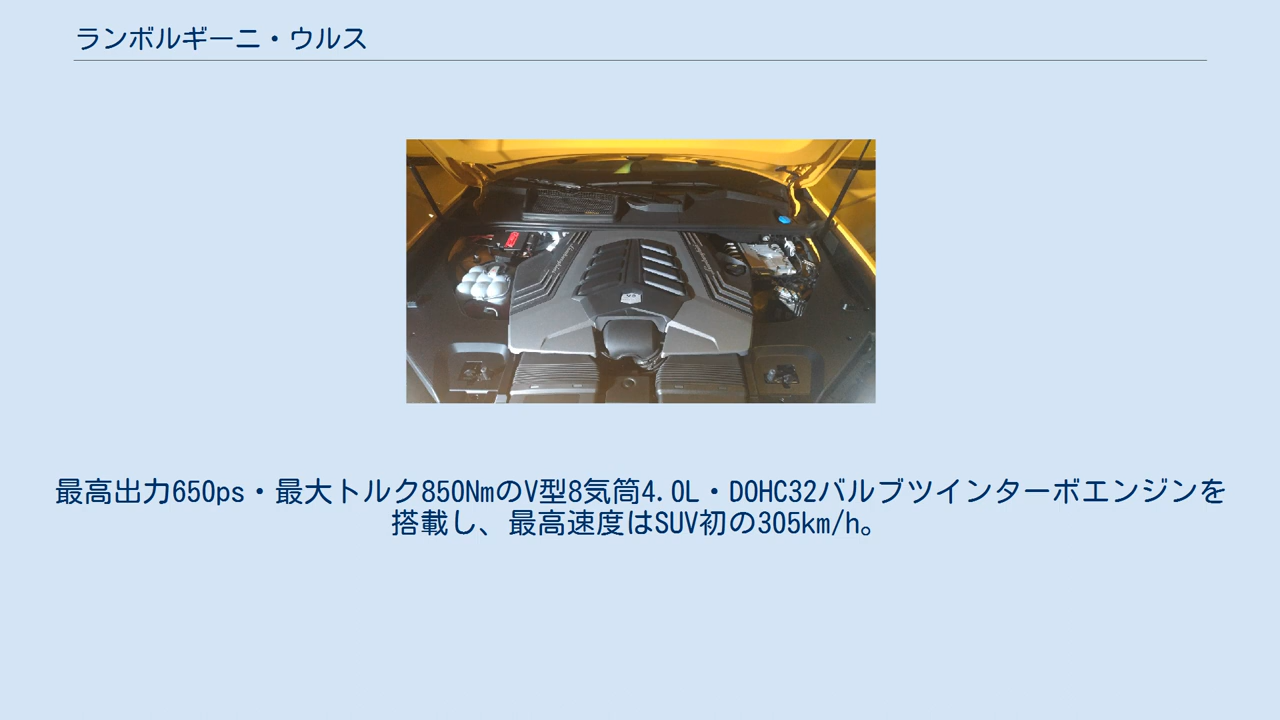 ランボルギーニ・ウルス
最高出力650ps・最大トルク850NmのV型8気筒4.0L・DOHC32バルブツインターボエンジンを
搭載し、最高速度はSUV初の305km/h。